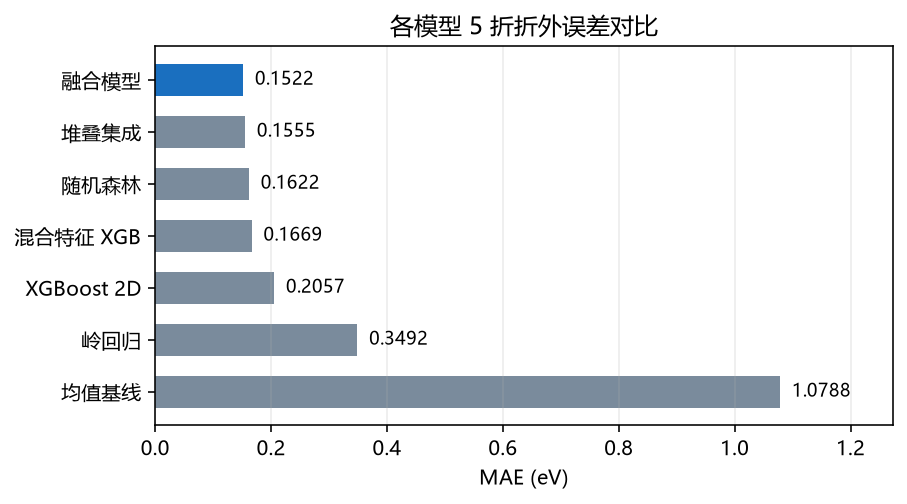 各模型 5 折折外误差对比
融合模型 0.1522
堆叠集成 0.1555
随机森林 0.1622
混合特征 XGB 0.1669
XGBoost 2D 0.2057
岭回归 0.3492
均值基线 1.0788
0.0 0.2 0.4 0.6 0.8 1.0 1.2
MAE (eV)